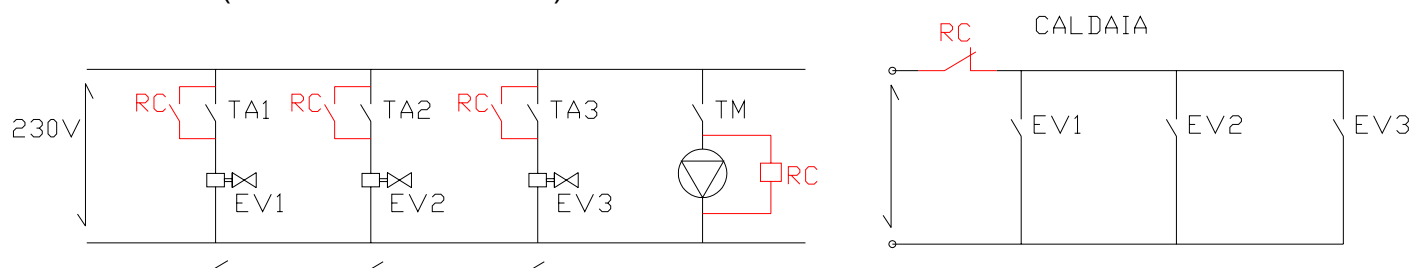 RC
CALDAIA
RC
TA1
RC
TA2
RC
TA3
TM
230V
EV1
EV2
EV3
RC
EV1
EV2
EV3